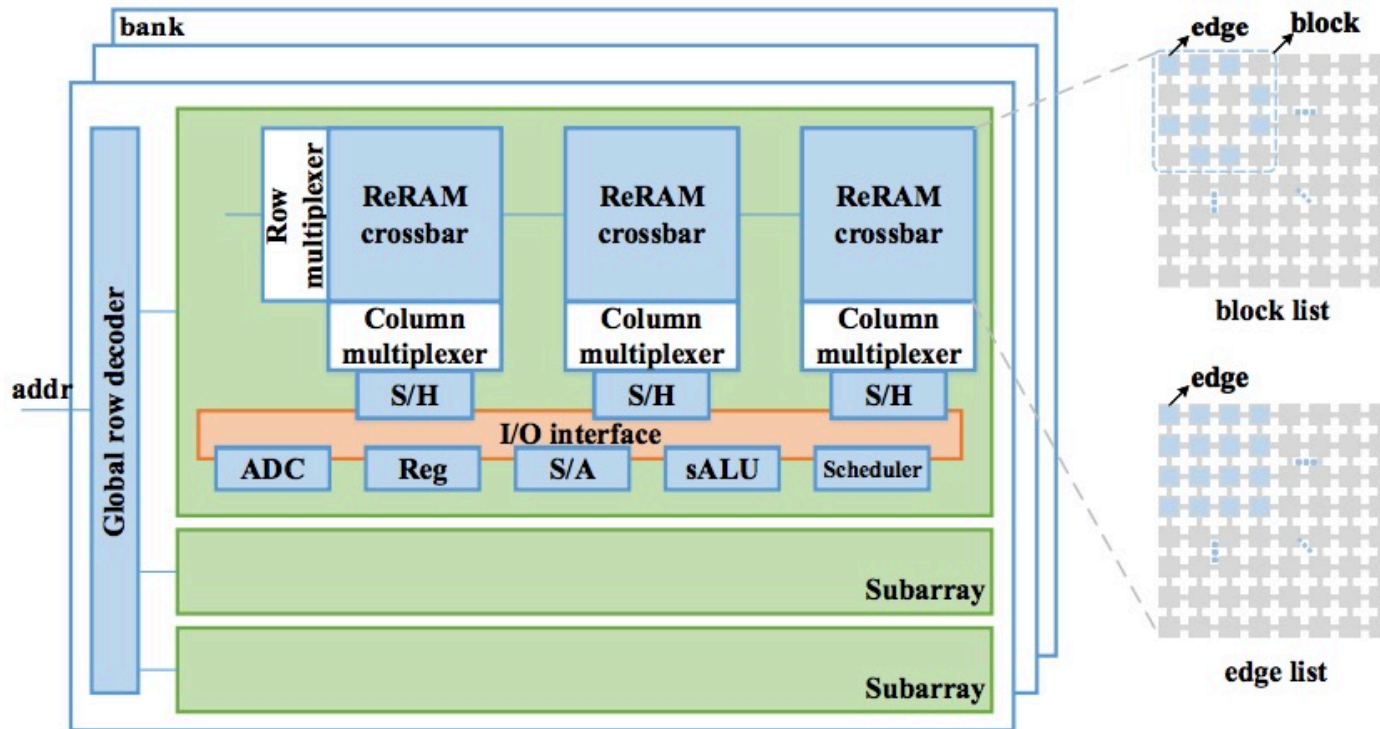 bank
addr
Global row decoder
Row
multiplexer
ReRAM
crossbar
ReRAM
crossbar
ReRAM
crossbar
Column
multiplexer
Column
multiplexer
Column
multiplexer
S/H
S/H
S/H
I/O interface
ADC
Reg
S/A
sALU
Scheduler
Subarray
Subarray
edge
block
block list
edge
edge list